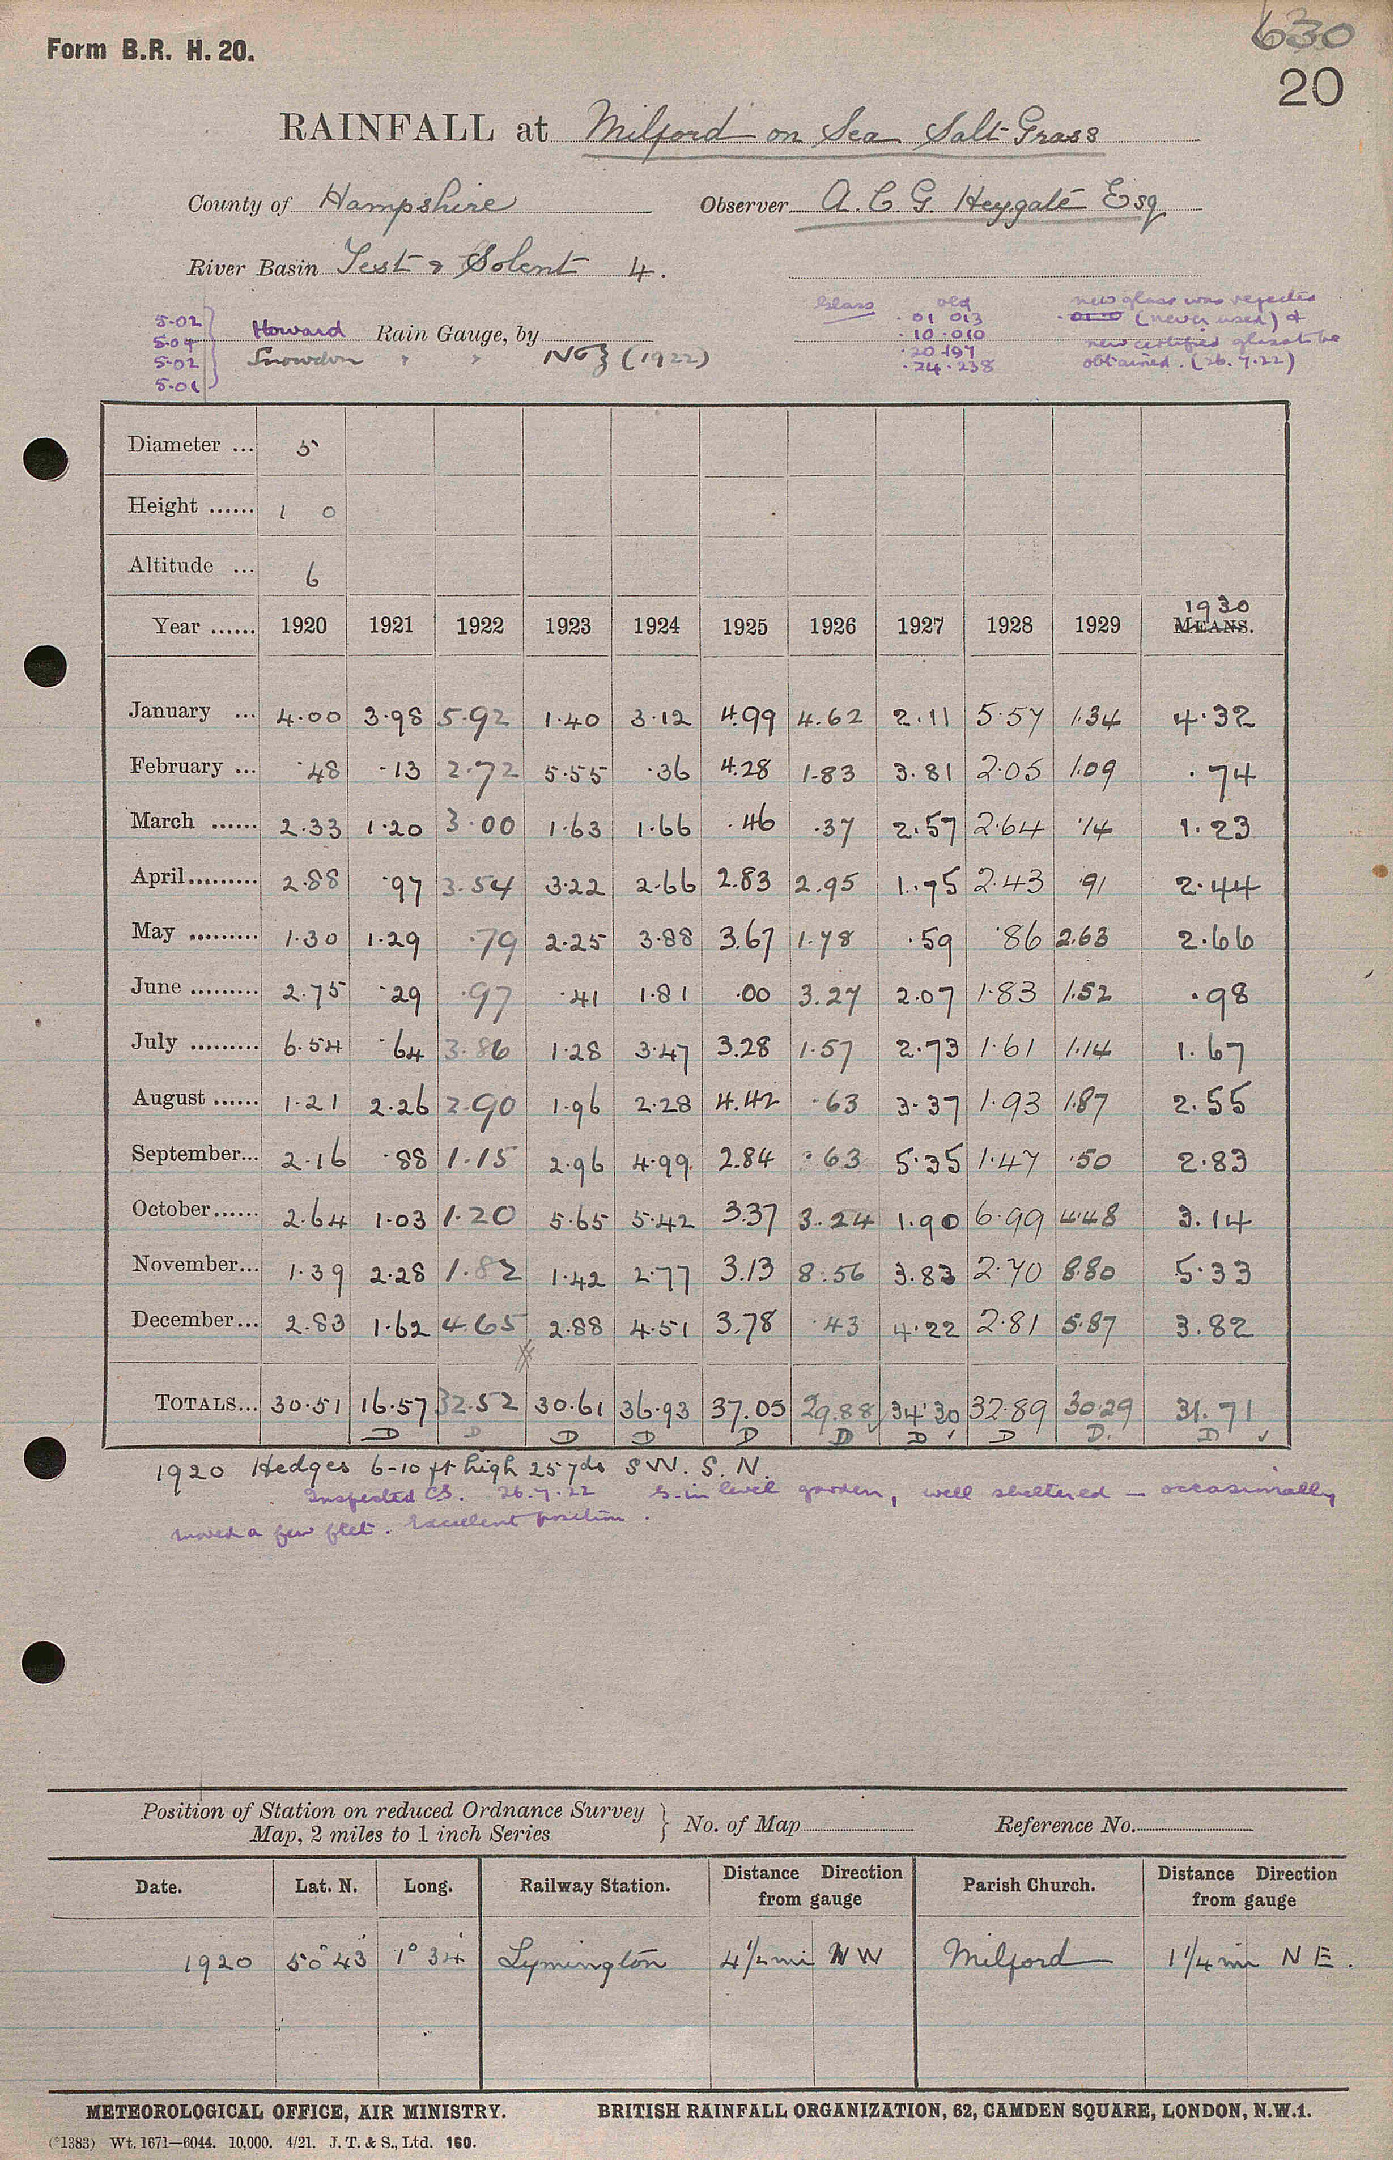 630
Form B.R. H. 20.
20
RAINFALL at Milford on Sea Salt Grass
County of Hampshire Observer A. C. G. Heygate Esq
River Basin Test & Solent 4.
5.02 Howard Rain Gauge, by
5.04 Snowdon " " NG} (1922)
5.02
5.01
Glass old
.01 013
.10 .010
.20 .197
.24 .238
new glass was rejected
(never used) &
new certified glass to be
obtained. (26.7.22)
Diameter ... 5
Height ...... 1 0
Altitude ... 6
Year ...... 1920 1921 1922 1923 1924 1925 1926 1927 1928 1929 1930 MEANS.
January ... 4.00 3.98 5.92 1.40 3.12 4.99 4.62 2.11 5.57 1.34 4.32
February ... .48 .13 2.72 5.55 .36 4.28 1.83 3.81 2.05 1.09 .74
March ...... 2.33 1.20 3.00 1.63 1.66 .46 .37 2.57 2.64 .14 1.23
April ......... 2.88 .97 3.54 3.22 2.66 2.83 2.95 1.75 2.43 .91 2.44
May ......... 1.30 1.29 .79 2.25 3.88 3.67 1.78 .59 .86 2.63 2.66
June ......... 2.75 .29 .97 .41 1.81 .00 3.27 2.07 1.83 1.52 .98
July ......... 6.54 .64 3.86 1.28 3.47 3.28 1.57 2.73 1.61 1.14 1.67
August ...... 1.21 2.26 2.90 1.96 2.28 4.42 .63 3.37 1.93 1.87 2.55
September... 2.16 .88 1.15 2.96 4.99 2.84 .63 5.35 1.47 .50 2.83
October ...... 2.64 1.03 1.20 5.65 5.42 3.37 3.24 1.90 6.99 4.48 3.14
November... 1.39 2.28 1.82 1.42 2.77 3.13 8.56 3.83 2.70 8.80 5.33
December... 2.83 1.62 4.65 2.88 4.51 3.78 .43 4.22 2.81 5.87 3.82
TOTALS... 30.51 16.57 32.52 30.61 36.93 37.05 29.88 34.30 32.89 30.29 31.71
D D D D D D D D D. D
1920 Hedges 6-10 ft high 25 yds SW. S. N.
Inspected CS. 26.7.22 G. in level garden, well sheltered — occasionally
moved a few feet. Excellent position.
Position of Station on reduced Ordnance Survey
Map, 2 miles to 1 inch Series } No. of Map Reference No.
Date. Lat. N. Long. Railway Station. Distance Direction from gauge Parish Church. Distance Direction from gauge
1920 50° 43' 1° 34' Lymington 4½ mi NW Milford 1¼ mi NE.
METEOROLOGICAL OFFICE, AIR MINISTRY. BRITISH RAINFALL ORGANIZATION, 62, CAMDEN SQUARE, LONDON, N.W.1.
(*1383) Wt. 1671—6044. 10,000. 4/21. J. T. & S., Ltd. 160.